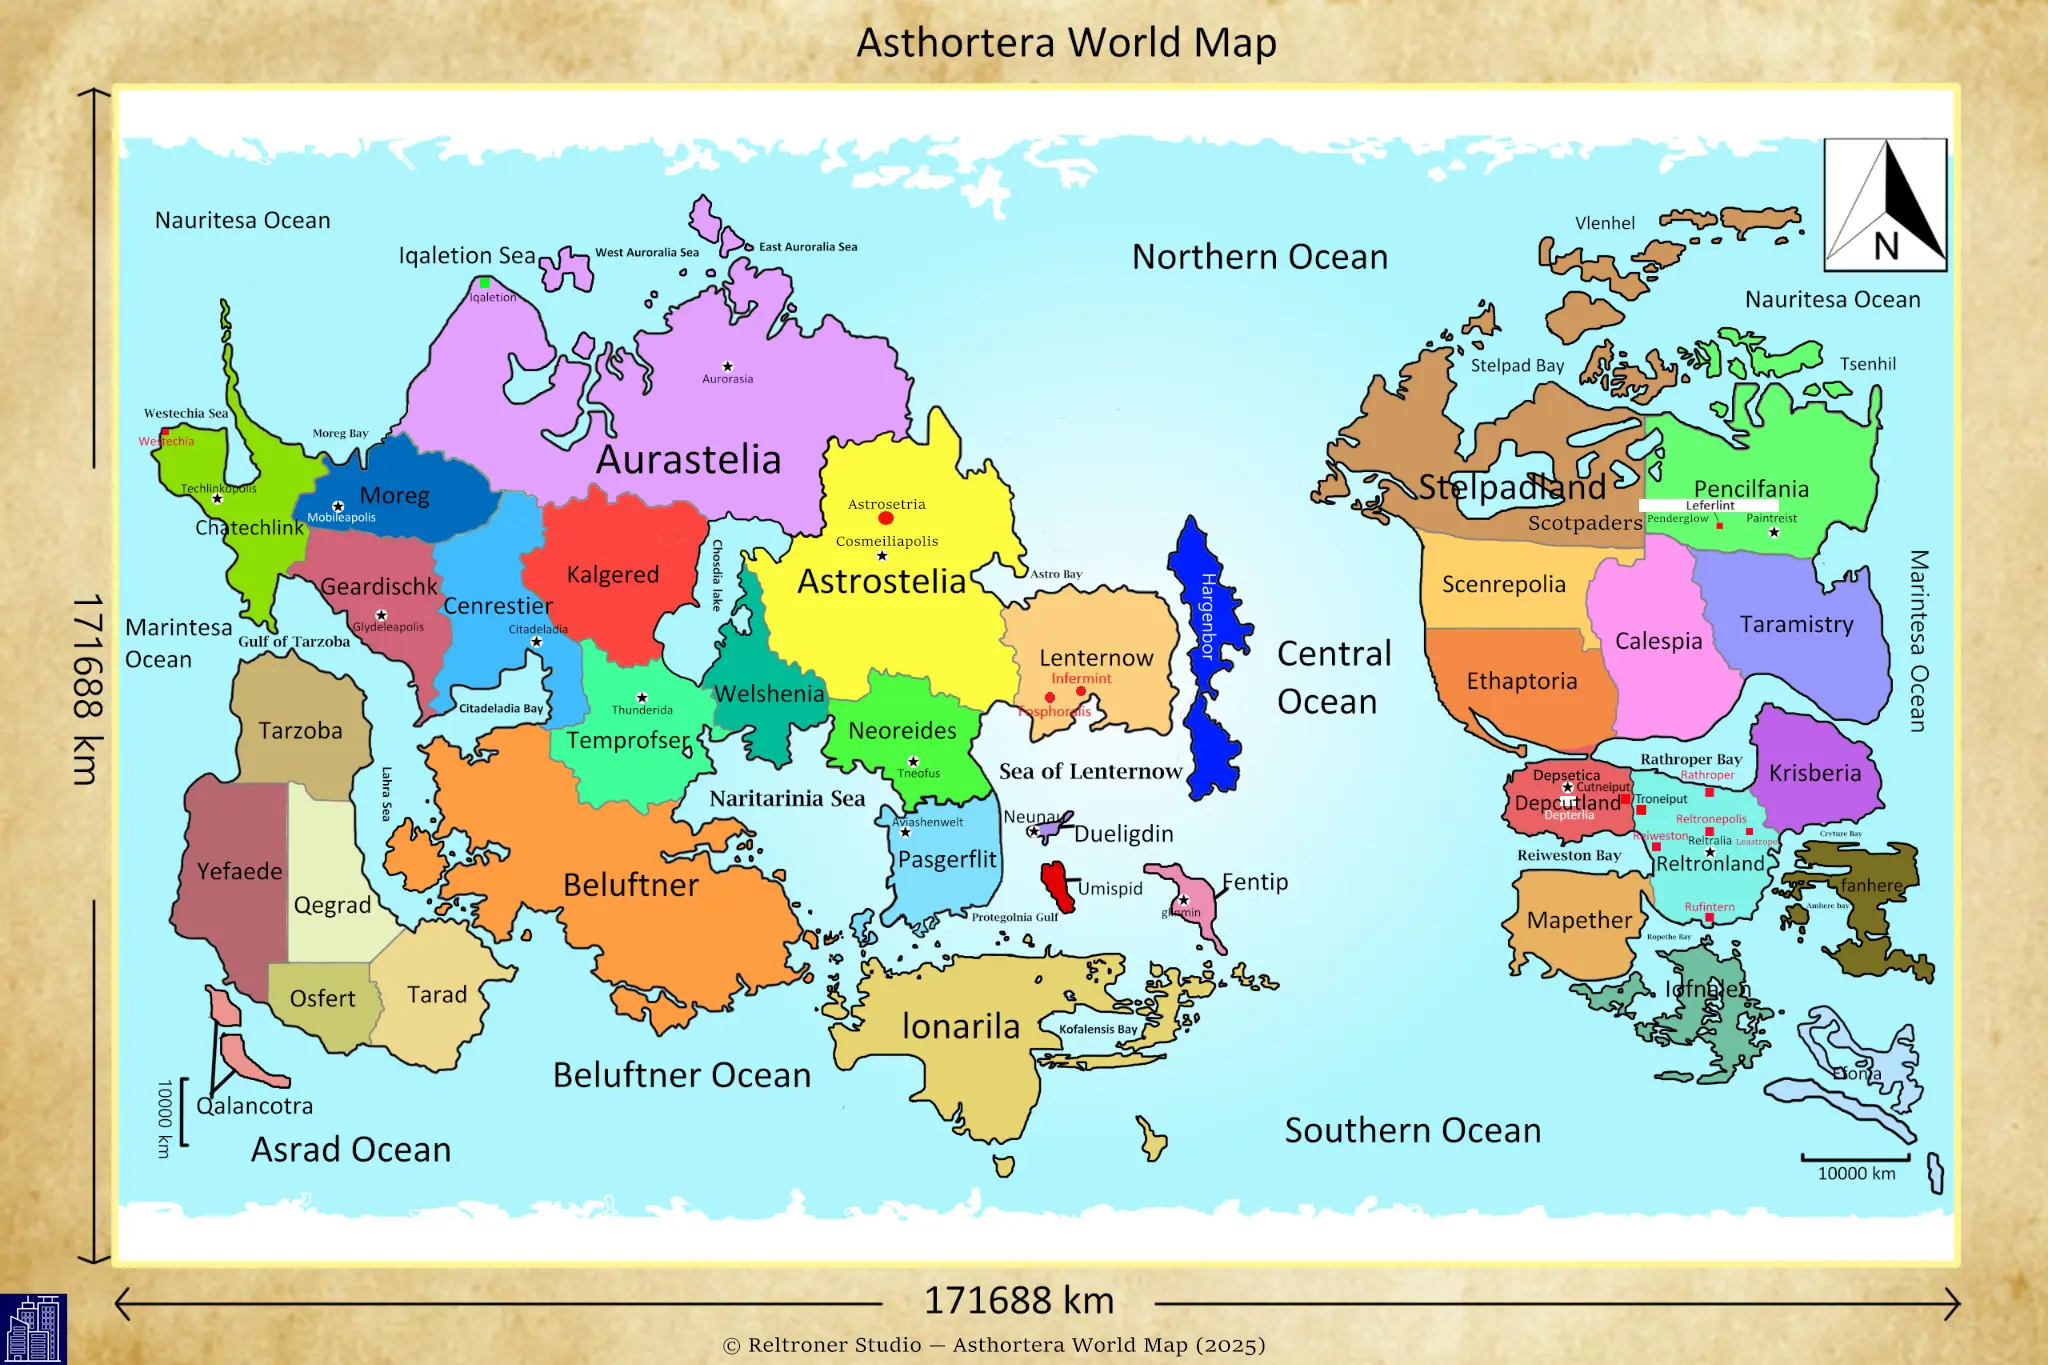 Asthortera World Map
Nauritesa Ocean
Iqaletion Sea
West Auroralia Sea
East Auroralia Sea
Northern Ocean
Vlenhel
N
Nauritesa Ocean
Iqaletion
Stelpad Bay
Tsenhil
Aurorasia
Westechia Sea
Westechia
Moreg Bay
Aurastelia
Techlinkopolis
Moreg
Mobileapolis
Chatechlink
Astrosetria
Cosmeiliapolis
Astrostelia
Stelpadland
Scotpaders
Pencilfania
Leferlint
Penderglow
Paintreist
Chosdia lake
Kalgered
Geardischk
Glydeleapolis
Cenrestier
Citadeladia
Astro Bay
Hargenbor
Scenrepolia
Calespia
Taramistry
Marintesa Ocean
Marintesa
Ocean
Gulf of Tarzoba
Central
Ocean
Lenternow
Infermint
Fosphoralis
Ethaptoria
171688 km
Tarzoba
Citadeladia Bay
Thunderida
Temprofser
Welshenia
Neoreides
Tneofus
Sea of Lenternow
Naritarinia Sea
Lahra Sea
Rathroper Bay
Rathroper
Krisberia
Depsetica
Cutneiput
Depcutland
Depterlia
Troneiput
Reltronepolis
Reiweston
Reltralia
Leastrope
Cryture Bay
Reiweston Bay
Reltronland
Neunau
Dueligdin
Aviashenwelt
Pasgerflit
Umispid
Fentip
glinmin
Protegolnia Gulf
Yefaede
Qegrad
Beluftner
fanhere
Amhere bay
Mapether
Rufintern
Ropethe Bay
Iofnalen
Osfert
Tarad
Ionarila
Kofalensis Bay
Beluftner Ocean
Efonia
10000 km
Qalancotra
Asrad Ocean
Southern Ocean
10000 km
171688 km
© Reltroner Studio — Asthortera World Map (2025)